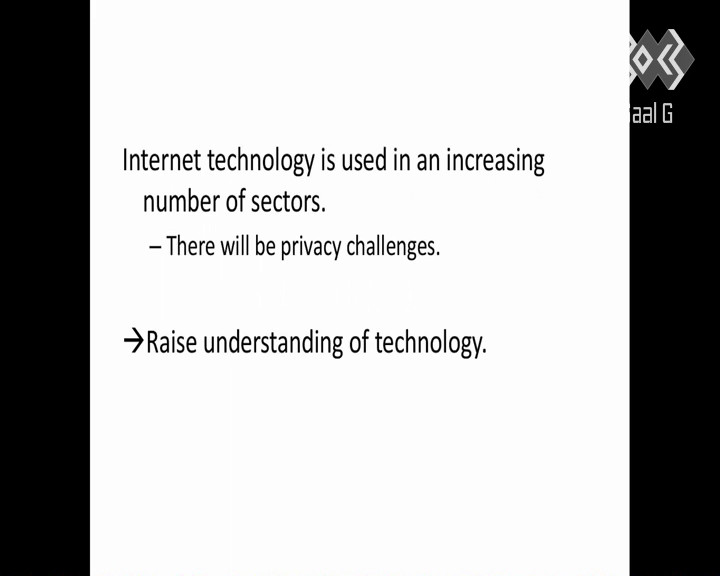 Internet technology is used in an increasing
number of sectors.
– There will be privacy challenges.
→Raise understanding of technology.
aal G